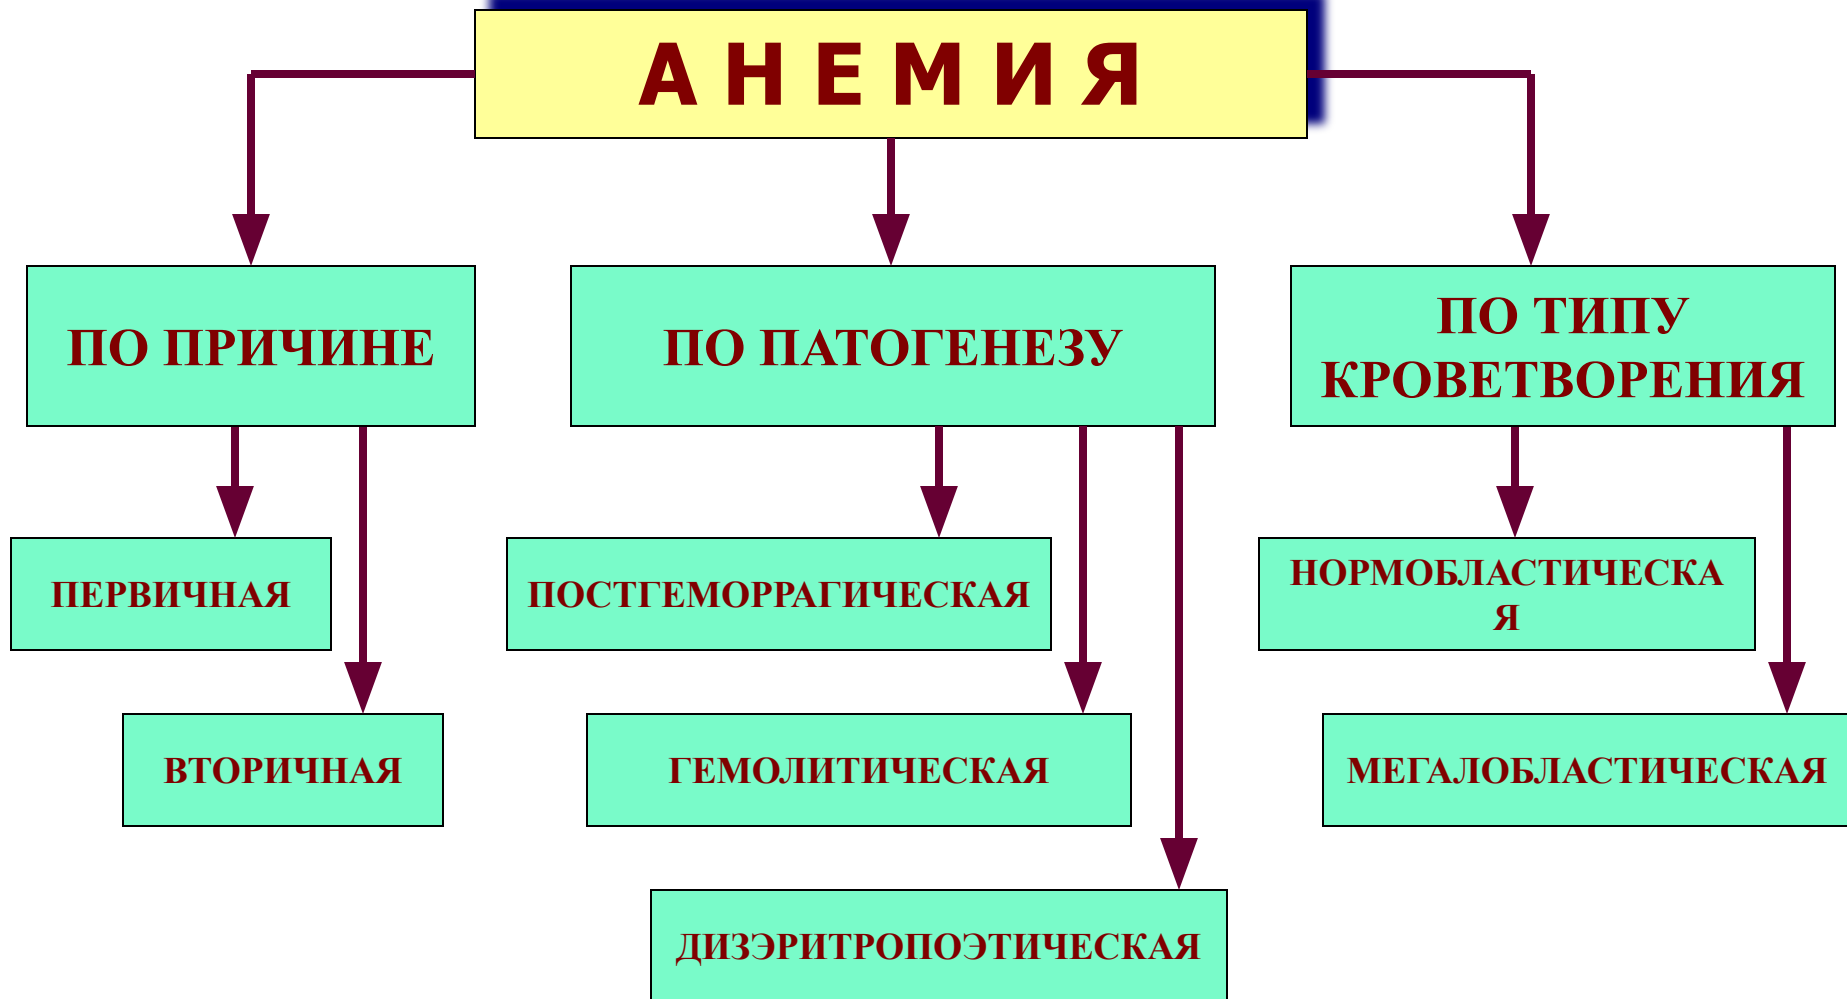 А Н Е М И Я
ПО ПРИЧИНЕ
ПО ПАТОГЕНЕЗУ
ПО ТИПУ
КРОВЕТВОРЕНИЯ
ПЕРВИЧНАЯ
ПОСТГЕМОРРАГИЧЕСКАЯ
НОРМОБЛАСТИЧЕСКА
Я
ВТОРИЧНАЯ
ГЕМОЛИТИЧЕСКАЯ
МЕГАЛОБЛАСТИЧЕСКАЯ
ДИЗЭРИТРОПОЭТИЧЕСКАЯ